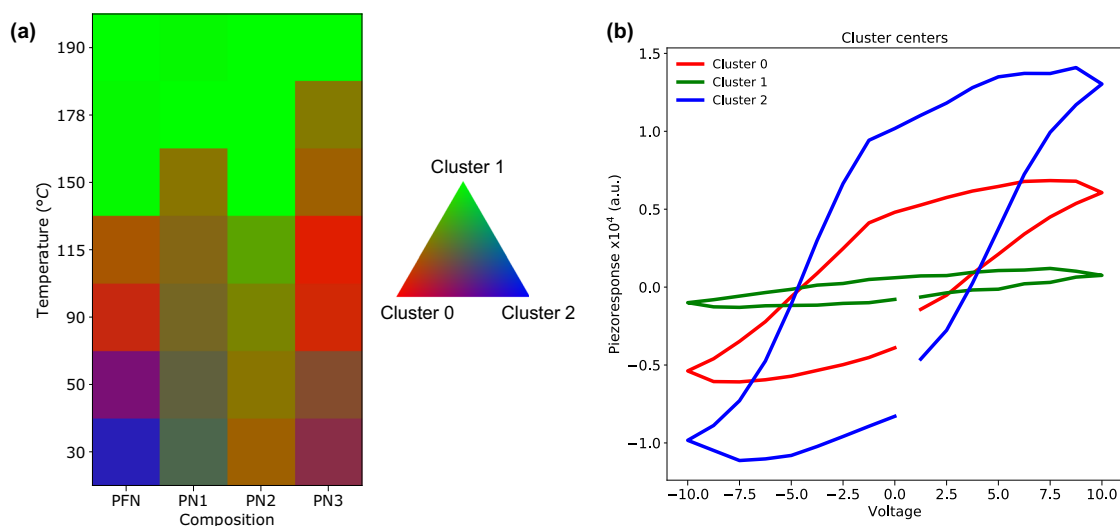 (a)
190
178
150
115
90
50
30
Temperature (°C)
PFN PN1 PN2 PN3
Composition
Cluster 1
Cluster 0 Cluster 2
(b)
Cluster centers
Cluster 0
Cluster 1
Cluster 2
1.5
1.0
0.5
0.0
−0.5
−1.0
Piezoresponse x10⁴ (a.u.)
−10.0 −7.5 −5.0 −2.5 0.0 2.5 5.0 7.5 10.0
Voltage